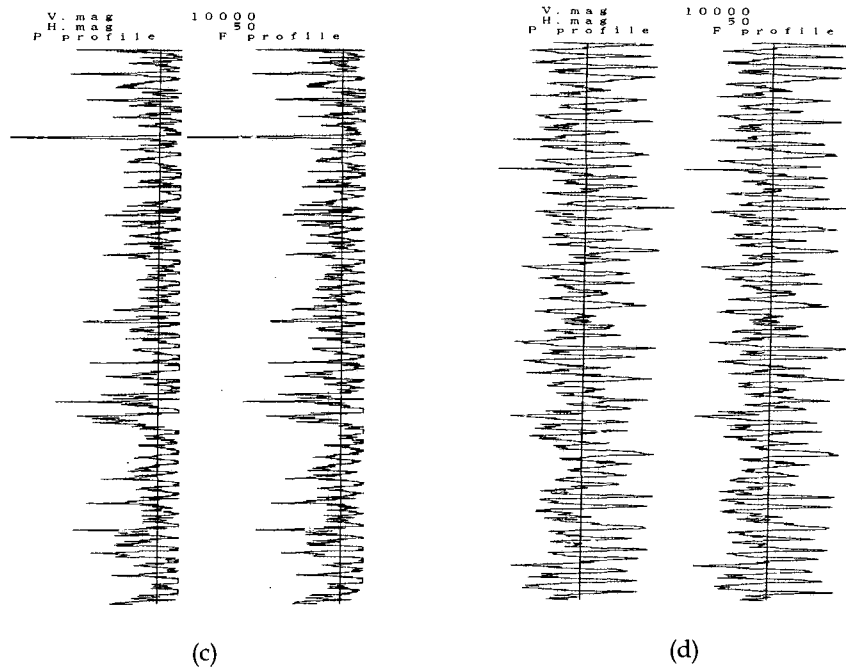 V. mag 10000
H. mag 50
P profile F profile
V. mag 10000
H. mag 50
P profile F profile
(c)
(d)